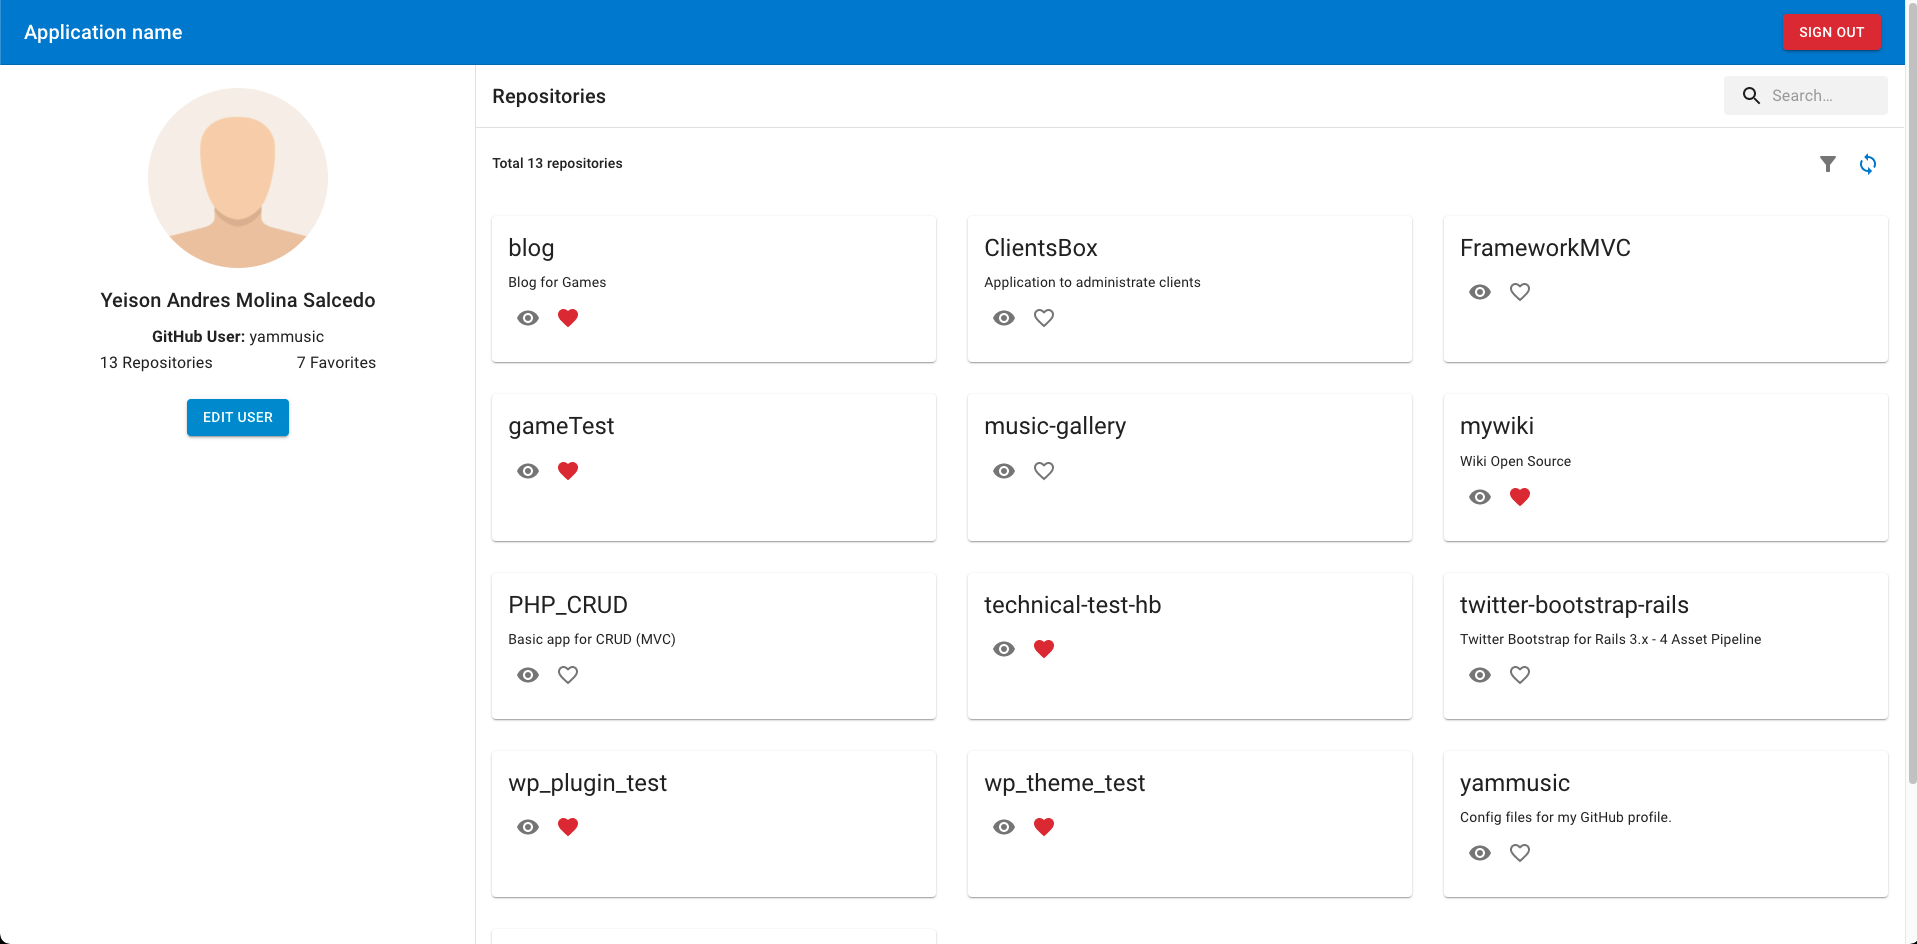 Application name
SIGN OUT
Yeison Andres Molina Salcedo
GitHub User: yammusic
13 Repositories
7 Favorites
EDIT USER
Repositories
Search...
Total 13 repositories
blog
Blog for Games
ClientsBox
Application to administrate clients
FrameworkMVC
gameTest
music-gallery
mywiki
Wiki Open Source
PHP_CRUD
Basic app for CRUD (MVC)
technical-test-hb
twitter-bootstrap-rails
Twitter Bootstrap for Rails 3.x - 4 Asset Pipeline
wp_plugin_test
wp_theme_test
yammusic
Config files for my GitHub profile.